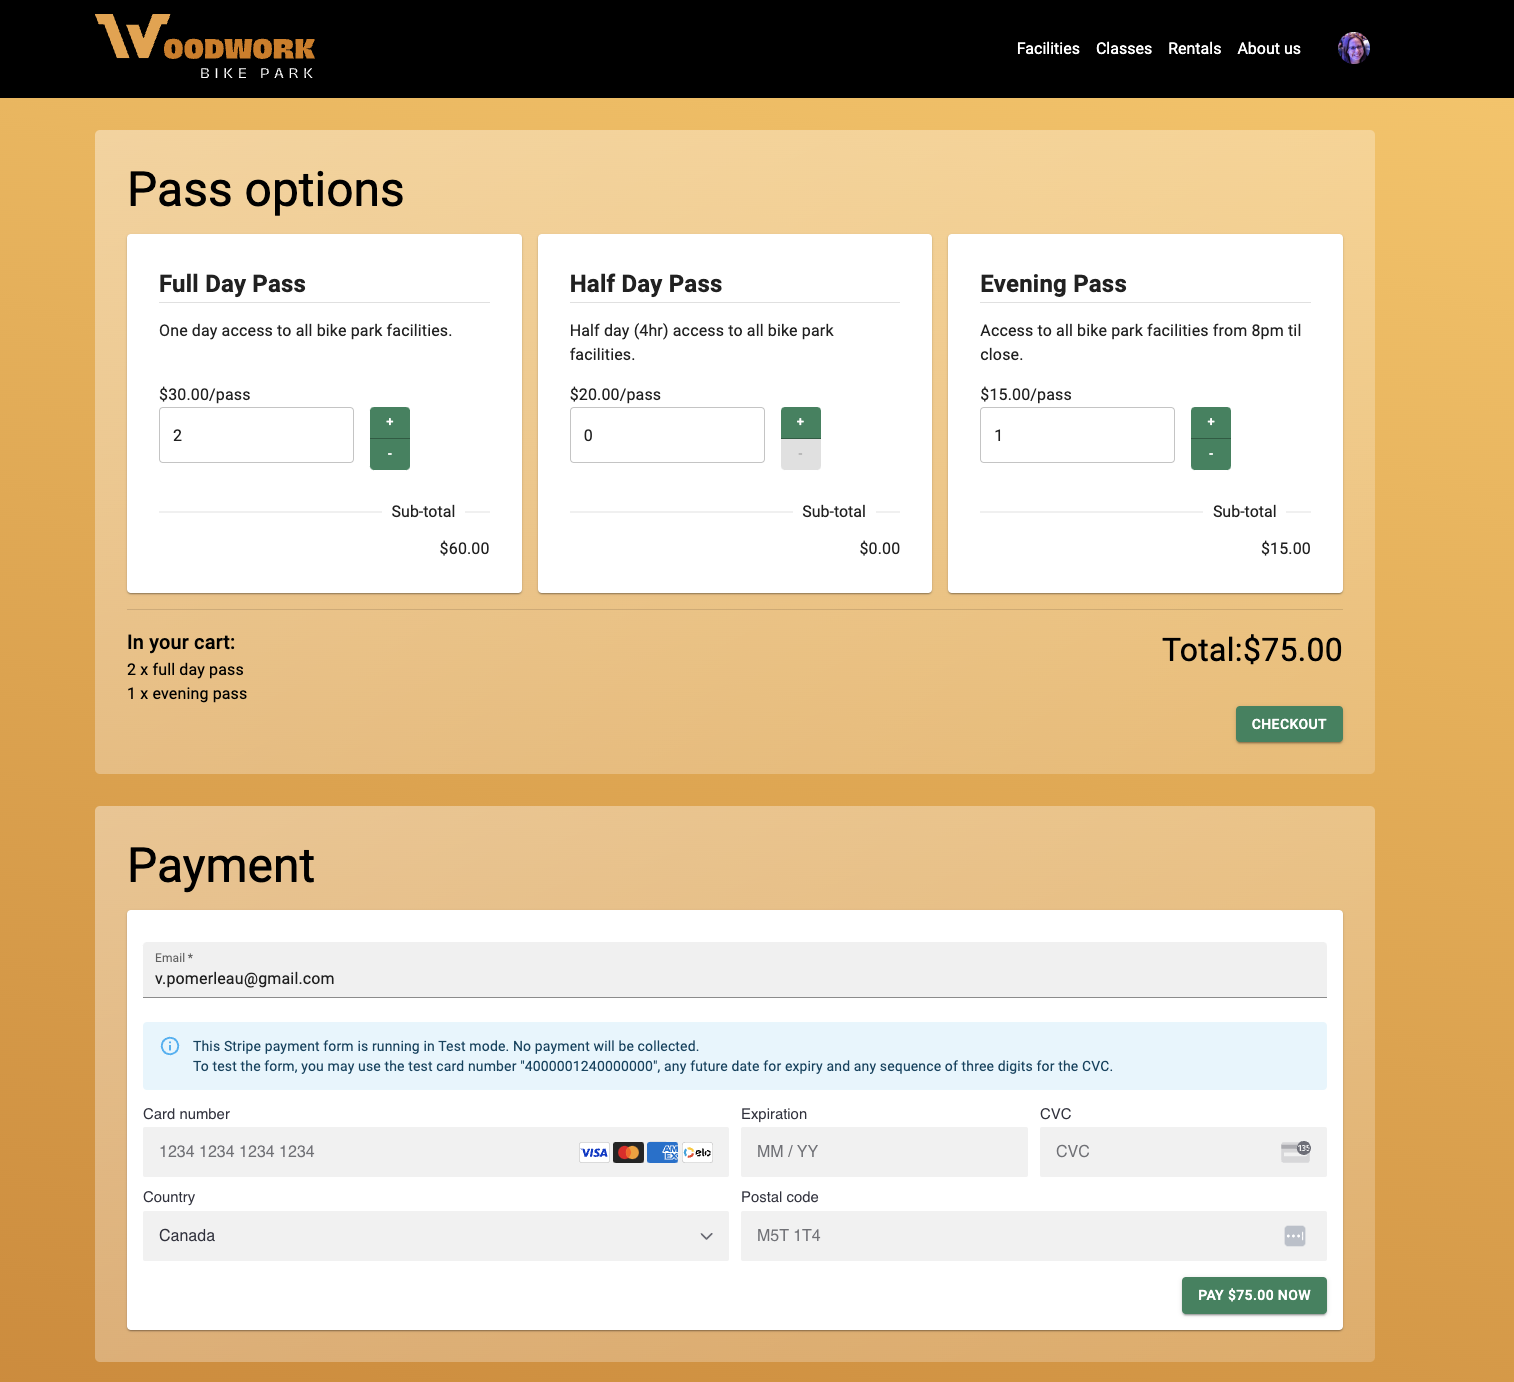 WOODWORK
BIKE PARK
Facilities Classes Rentals About us
Pass options
Full Day Pass
One day access to all bike park facilities.
$30.00/pass
2
+
-
Sub-total
$60.00
Half Day Pass
Half day (4hr) access to all bike park
facilities.
$20.00/pass
0
+
-
Sub-total
$0.00
Evening Pass
Access to all bike park facilities from 8pm til
close.
$15.00/pass
1
+
-
Sub-total
$15.00
In your cart:
2 x full day pass
1 x evening pass
Total:$75.00
CHECKOUT
Payment
Email *
v.pomerleau@gmail.com
This Stripe payment form is running in Test mode. No payment will be collected.
To test the form, you may use the test card number "4000001240000000", any future date for expiry and any sequence of three digits for the CVC.
Card number
1234 1234 1234 1234
VISA
AM
EX
elo
Expiration
MM / YY
CVC
CVC
135
Country
Canada
Postal code
M5T 1T4
PAY $75.00 NOW